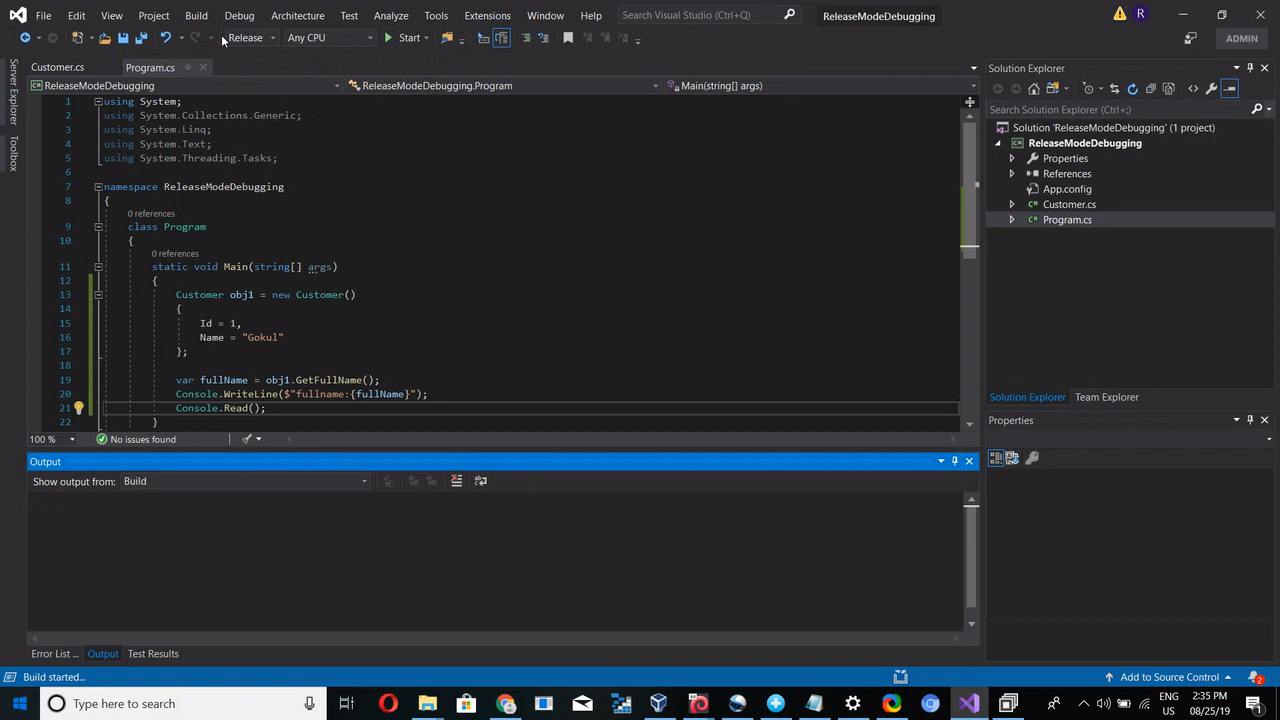 File Edit View Project Build Debug Architecture Test Analyze Tools Extensions Window Help Search Visual Studio (Ctrl+Q) ReleaseModeDebugging R
Release Any CPU Start ADMIN
Customer.cs Program.cs
ReleaseModeDebugging ReleaseModeDebugging.Program Main(string[] args)
1 using System;
2 using System.Collections.Generic;
3 using System.Linq;
4 using System.Text;
5 using System.Threading.Tasks;
6
7 namespace ReleaseModeDebugging
8 {
0 references
9 class Program
10 {
0 references
11 static void Main(string[] args)
12 {
13 Customer obj1 = new Customer()
14 {
15 Id = 1,
16 Name = "Gokul"
17 };
18
19 var fullName = obj1.GetFullName();
20 Console.WriteLine($"fullname:{fullName}");
21 Console.Read();
22 }
100 % No issues found
Server Explorer
Toolbox
Solution Explorer
Search Solution Explorer (Ctrl+;)
Solution 'ReleaseModeDebugging' (1 project)
ReleaseModeDebugging
Properties
References
App.config
Customer.cs
Program.cs
Solution Explorer Team Explorer
Properties
Output
Show output from: Build
Error List ... Output Test Results
Build started... Add to Source Control 2
Type here to search
ENG 2:35 PM
US 08/25/19